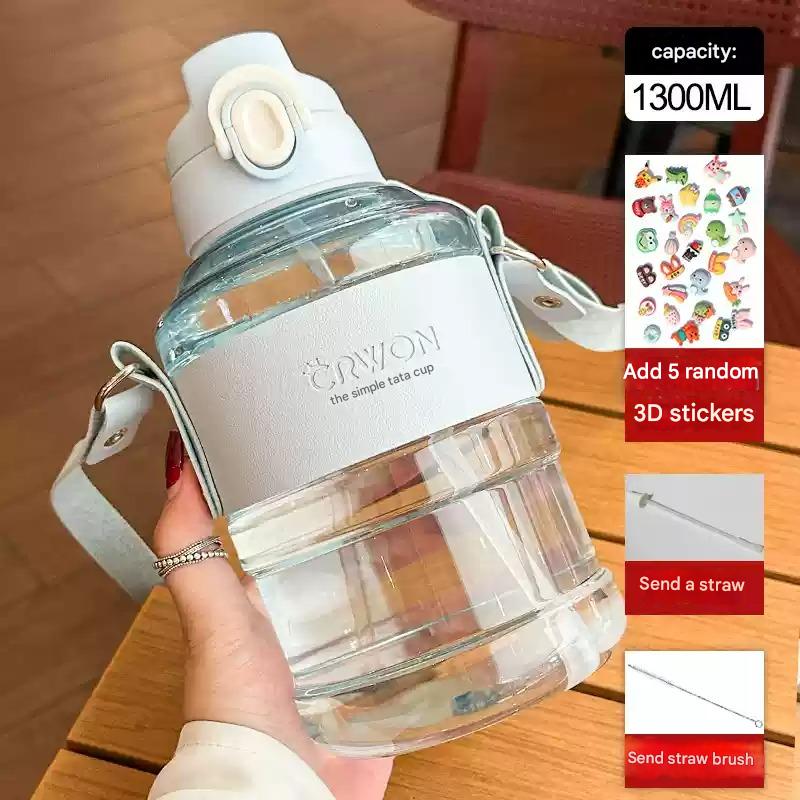 capacity:
1300ML
CRWON
the simple tata cup
Add 5 random
3D stickers
Send a straw
Send straw brush